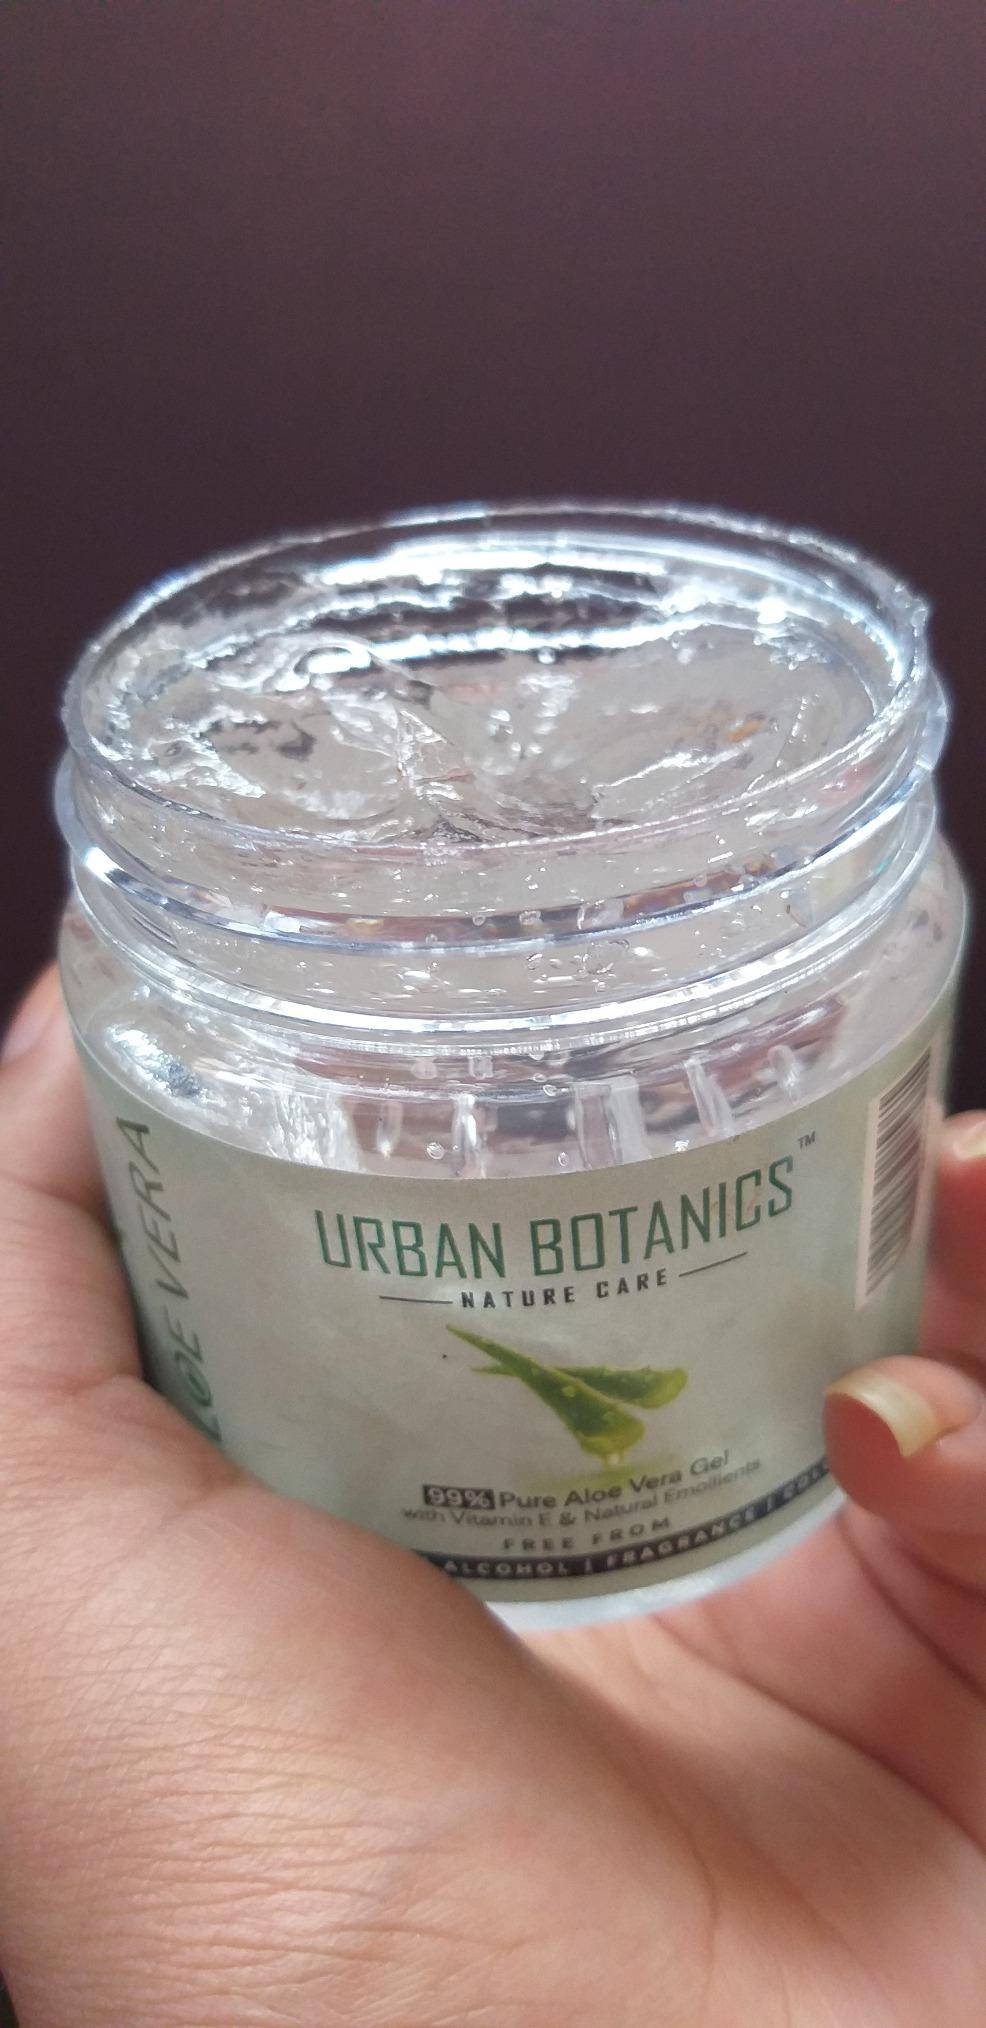 ALOE VERA
URBAN BOTANICS™
NATURE CARE
99% Pure Aloe Vera Gel
with Vitamin E & Natural Emollients
FREE FROM
ALCOHOL | FRAGRANCE |